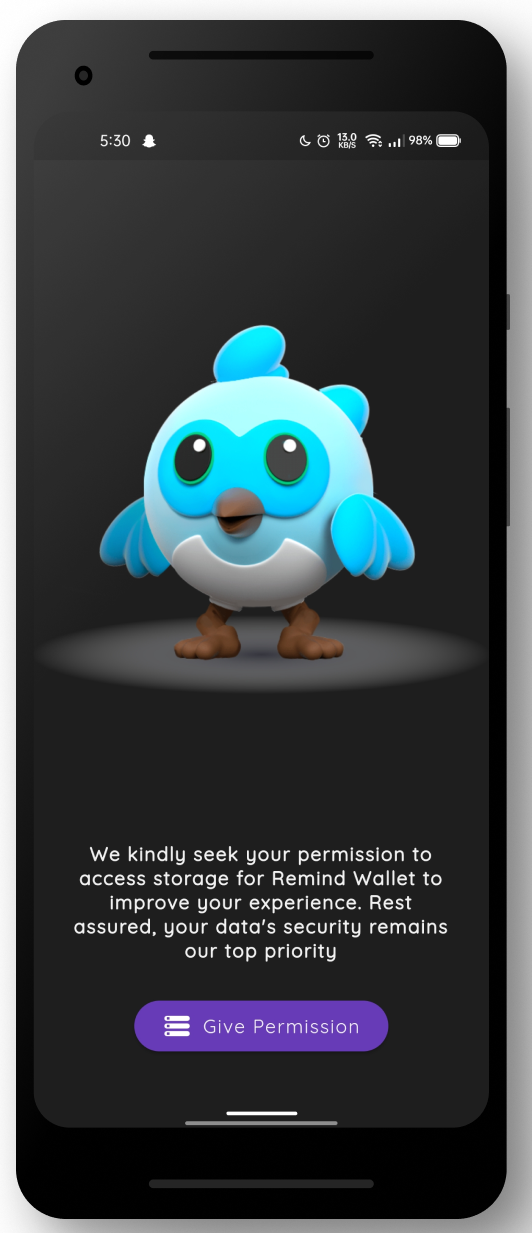 5:30 13.0 KB/S 98%
We kindly seek your permission to
access storage for Remind Wallet to
improve your experience. Rest
assured, your data's security remains
our top priority
Give Permission